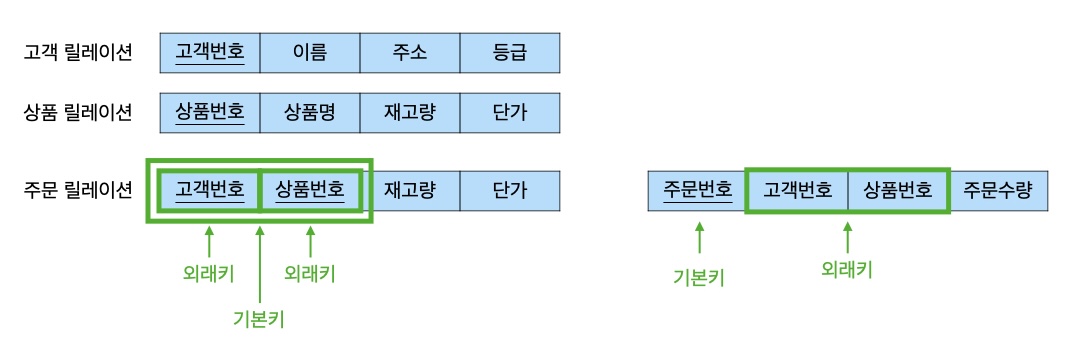 고객 릴레이션 고객번호 이름 주소 등급
상품 릴레이션 상품번호 상품명 재고량 단가
주문 릴레이션 고객번호 상품번호 재고량 단가 주문번호 고객번호 상품번호 주문수량
외래키 외래키 기본키 외래키
기본키